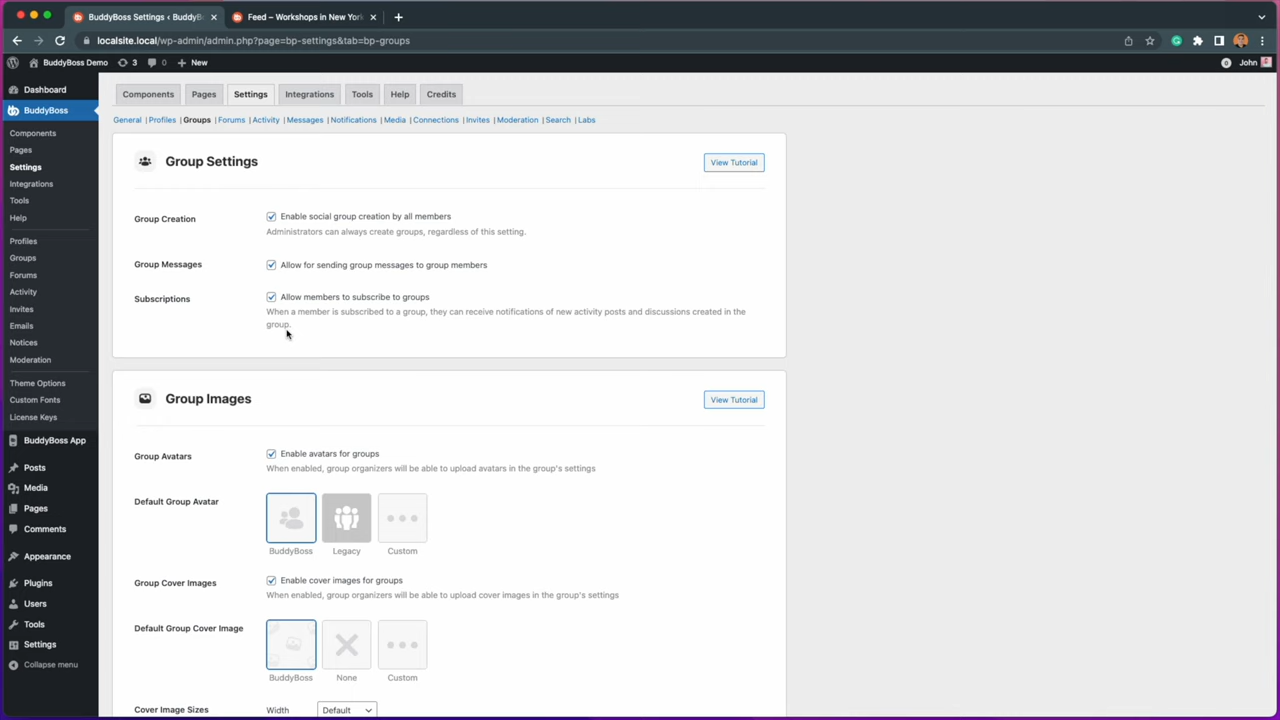 BuddyBoss Settings ‹ BuddyB
Feed – Workshops in New York
localsite.local/wp-admin/admin.php?page=bp-settings&tab=bp-groups
BuddyBoss Demo 3 0 New 0 John
Dashboard
BuddyBoss
Components
Pages
Settings
Integrations
Tools
Help
Profiles
Groups
Forums
Activity
Invites
Emails
Notices
Moderation
Theme Options
Custom Fonts
License Keys
BuddyBoss App
Posts
Media
Pages
Comments
Appearance
Plugins
Users
Tools
Settings
Collapse menu
Components Pages Settings Integrations Tools Help Credits
General | Profiles | Groups | Forums | Activity | Messages | Notifications | Media | Connections | Invites | Moderation | Search | Labs
Group Settings View Tutorial
Group Creation Enable social group creation by all members
Administrators can always create groups, regardless of this setting.
Group Messages Allow for sending group messages to group members
Subscriptions Allow members to subscribe to groups
When a member is subscribed to a group, they can receive notifications of new activity posts and discussions created in the
group.
Group Images View Tutorial
Group Avatars Enable avatars for groups
When enabled, group organizers will be able to upload avatars in the group's settings
Default Group Avatar
BuddyBoss Legacy Custom
Group Cover Images Enable cover images for groups
When enabled, group organizers will be able to upload cover images in the group's settings
Default Group Cover Image
BuddyBoss None Custom
Cover Image Sizes Width Default